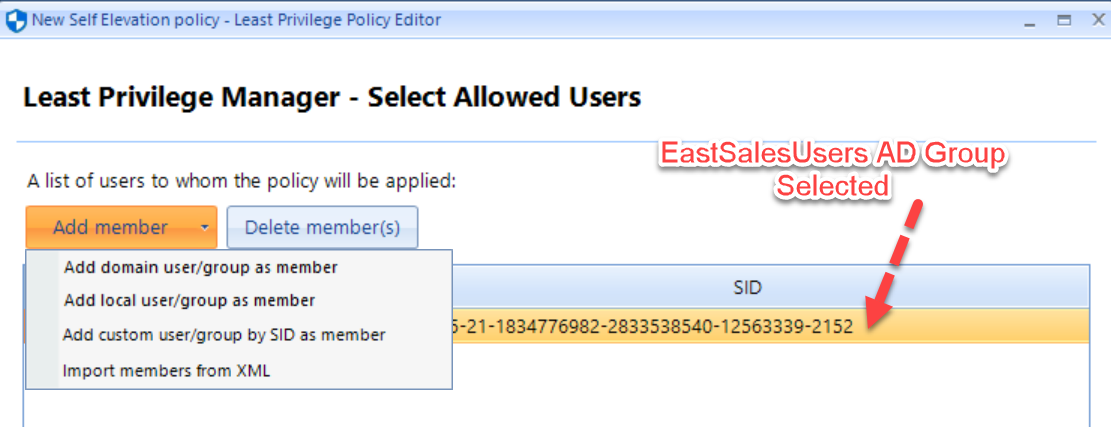 New Self Elevation policy - Least Privilege Policy Editor
Least Privilege Manager - Select Allowed Users
EastSalesUsers AD Group
Selected
A list of users to whom the policy will be applied:
Add member
Delete member(s)
Add domain user/group as member
Add local user/group as member
Add custom user/group by SID as member
Import members from XML
SID
5-21-1834776982-2833538540-12563339-2152